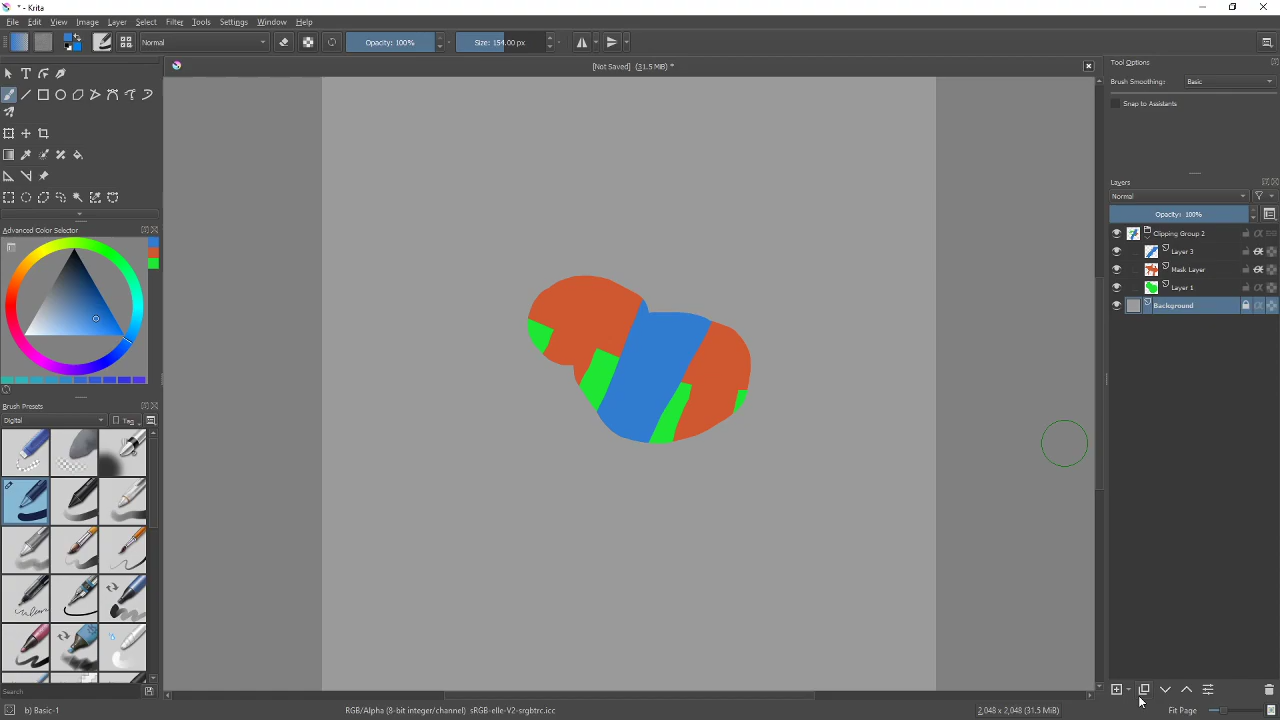 * - Krita
File Edit View Image Layer Select Filter Tools Settings Window Help
Normal Opacity: 100% Size: 154.00 px
[Not Saved] (31.5 MiB) *
Tool Options
Brush Smoothing: Basic
Snap to Assistants
Layers
Normal
Opacity: 100%
Clipping Group 2
Layer 3
Mask Layer
Layer 1
Background
Advanced Color Selector
Brush Presets
Digital Tag
Search
b) Basic-1 RGB/Alpha (8-bit integer/channel) sRGB-elle-V2-srgbtrc.icc 2,048 x 2,048 (31.5 MiB) Fit Page